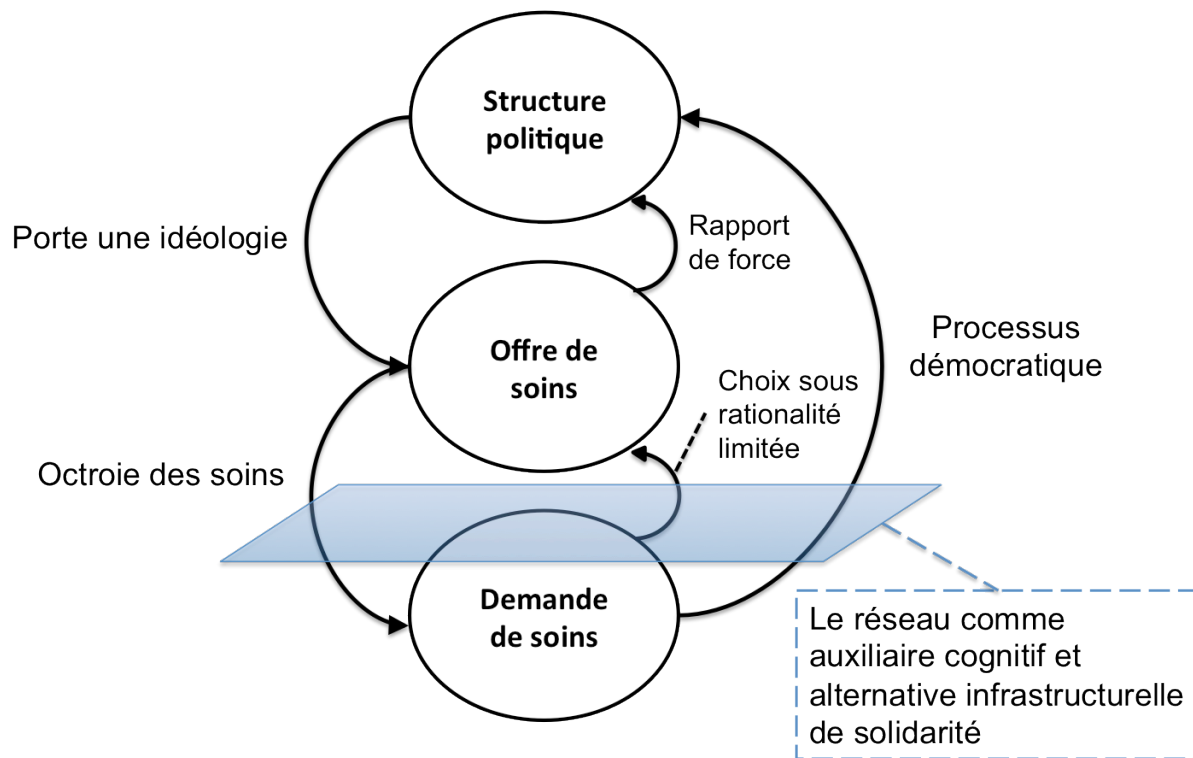 Structure
politique
Porte une idéologie
Rapport
de force
Processus
démocratique
Offre de
soins
Choix sous
rationalité
limitée
Octroie des soins
Demande
de soins
Le réseau comme
auxiliaire cognitif et
alternative infrastructurelle
de solidarité